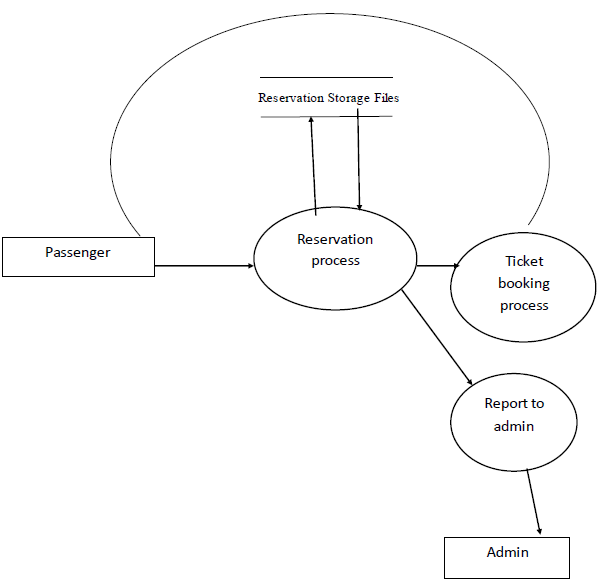 Reservation Storage Files
Passenger
Reservation
process
Ticket
booking
process
Report to
admin
Admin